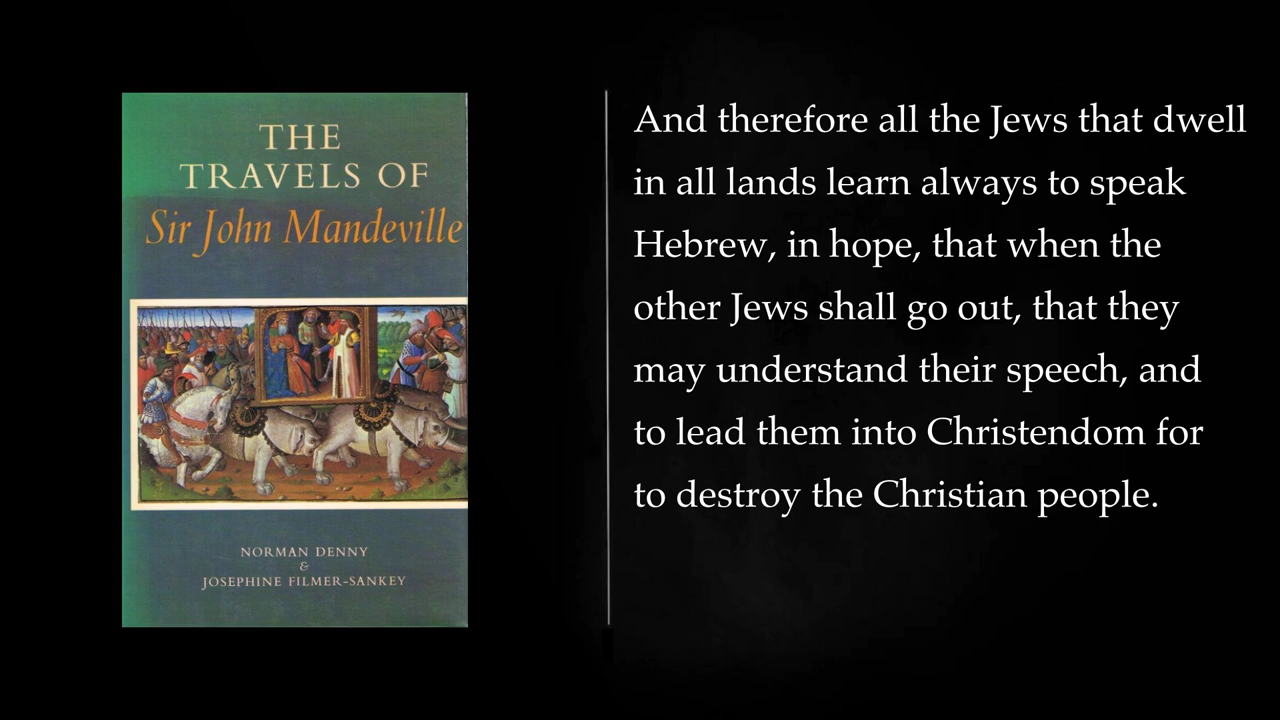 THE
TRAVELS OF
Sir John Mandeville
NORMAN DENNY
&
JOSEPHINE FILMER-SANKEY
And therefore all the Jews that dwell
in all lands learn always to speak
Hebrew, in hope, that when the
other Jews shall go out, that they
may understand their speech, and
to lead them into Christendom for
to destroy the Christian people.